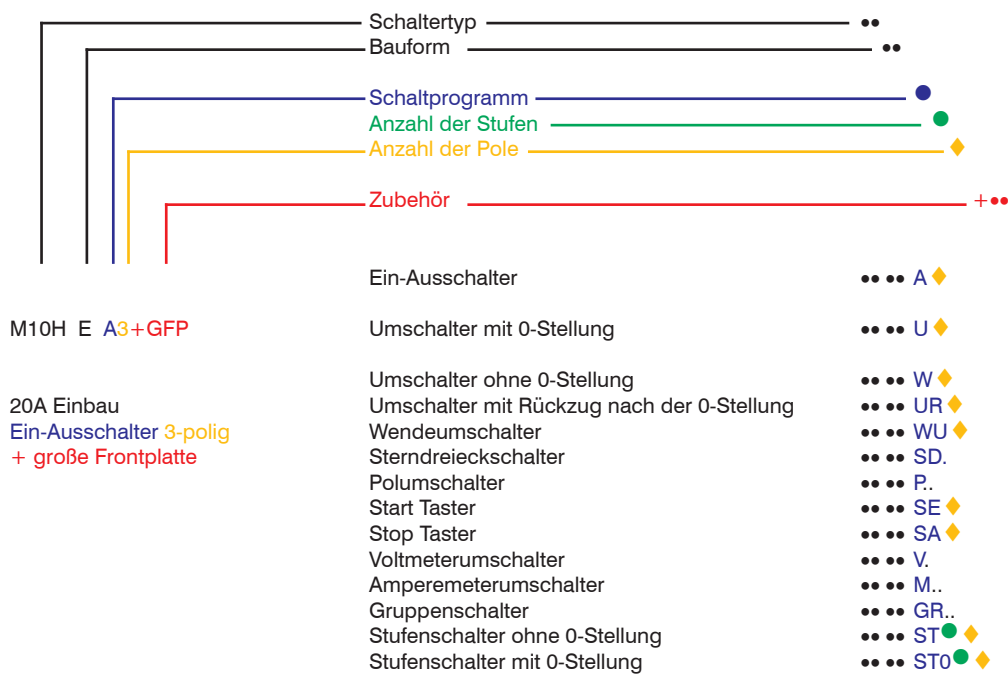 Schaltertyp ••
Bauform ••
Schaltprogramm ●
Anzahl der Stufen ●
Anzahl der Pole ♦
Zubehör +••
Ein-Ausschalter •• •• A ♦
M10H E A3+GFP Umschalter mit 0-Stellung •• •• U ♦
Umschalter ohne 0-Stellung •• •• W ♦
20A Einbau Umschalter mit Rückzug nach der 0-Stellung •• •• UR ♦
Ein-Ausschalter 3-polig Wendeumschalter •• •• WU ♦
+ große Frontplatte Sterndreieckschalter •• •• SD.
Polumschalter •• •• P..
Start Taster •• •• SE ♦
Stop Taster •• •• SA ♦
Voltmeterumschalter •• •• V.
Amperemeterumschalter •• •• M..
Gruppenschalter •• •• GR..
Stufenschalter ohne 0-Stellung •• •• ST ● ♦
Stufenschalter mit 0-Stellung •• •• ST0 ● ♦